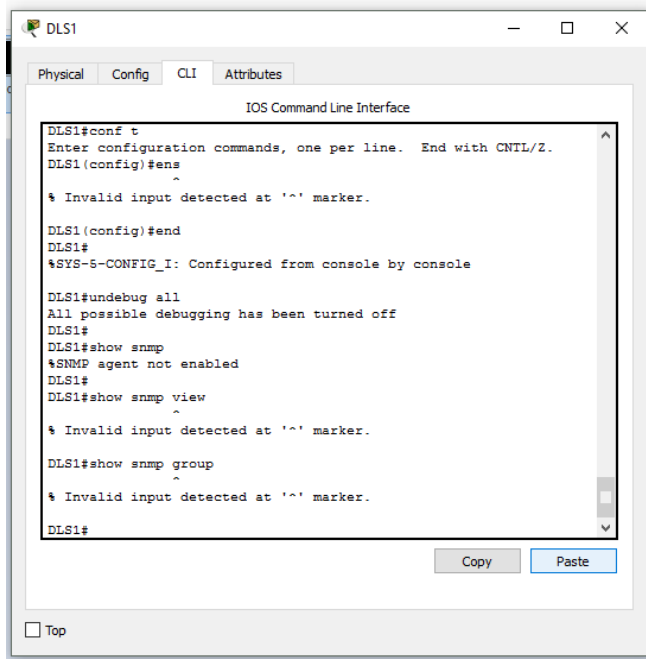 DLS1
Physical Config CLI Attributes
IOS Command Line Interface
DLS1#conf t
Enter configuration commands, one per line.  End with CNTL/Z.
DLS1(config)#ens
^
% Invalid input detected at '^' marker.
DLS1(config)#end
DLS1#
%SYS-5-CONFIG_I: Configured from console by console
DLS1#undebug all
All possible debugging has been turned off
DLS1#
DLS1#show snmp
%SNMP agent not enabled
DLS1#
DLS1#show snmp view
^
% Invalid input detected at '^' marker.
DLS1#show snmp group
^
% Invalid input detected at '^' marker.
DLS1#
Copy Paste
Top